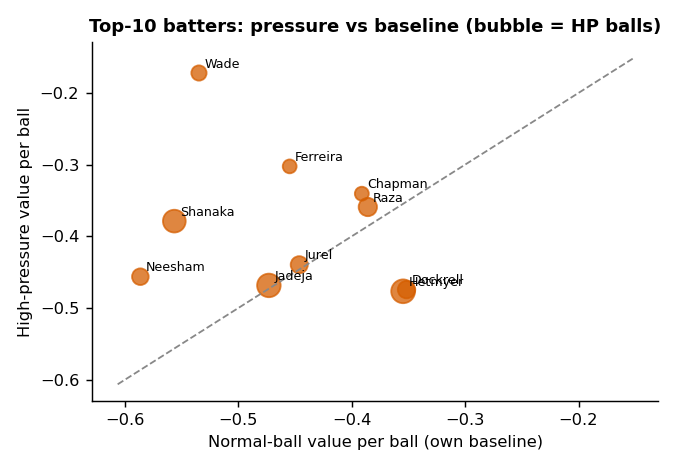 Top-10 batters: pressure vs baseline (bubble = HP balls)
Wade
−0.2
Ferreira
−0.3
Chapman
Raza
Shanaka
−0.4
Jurel
Neesham
Jadeja
Dockrell
Hetmyer
−0.5
−0.6
High-pressure value per ball
−0.6 −0.5 −0.4 −0.3 −0.2
Normal-ball value per ball (own baseline)